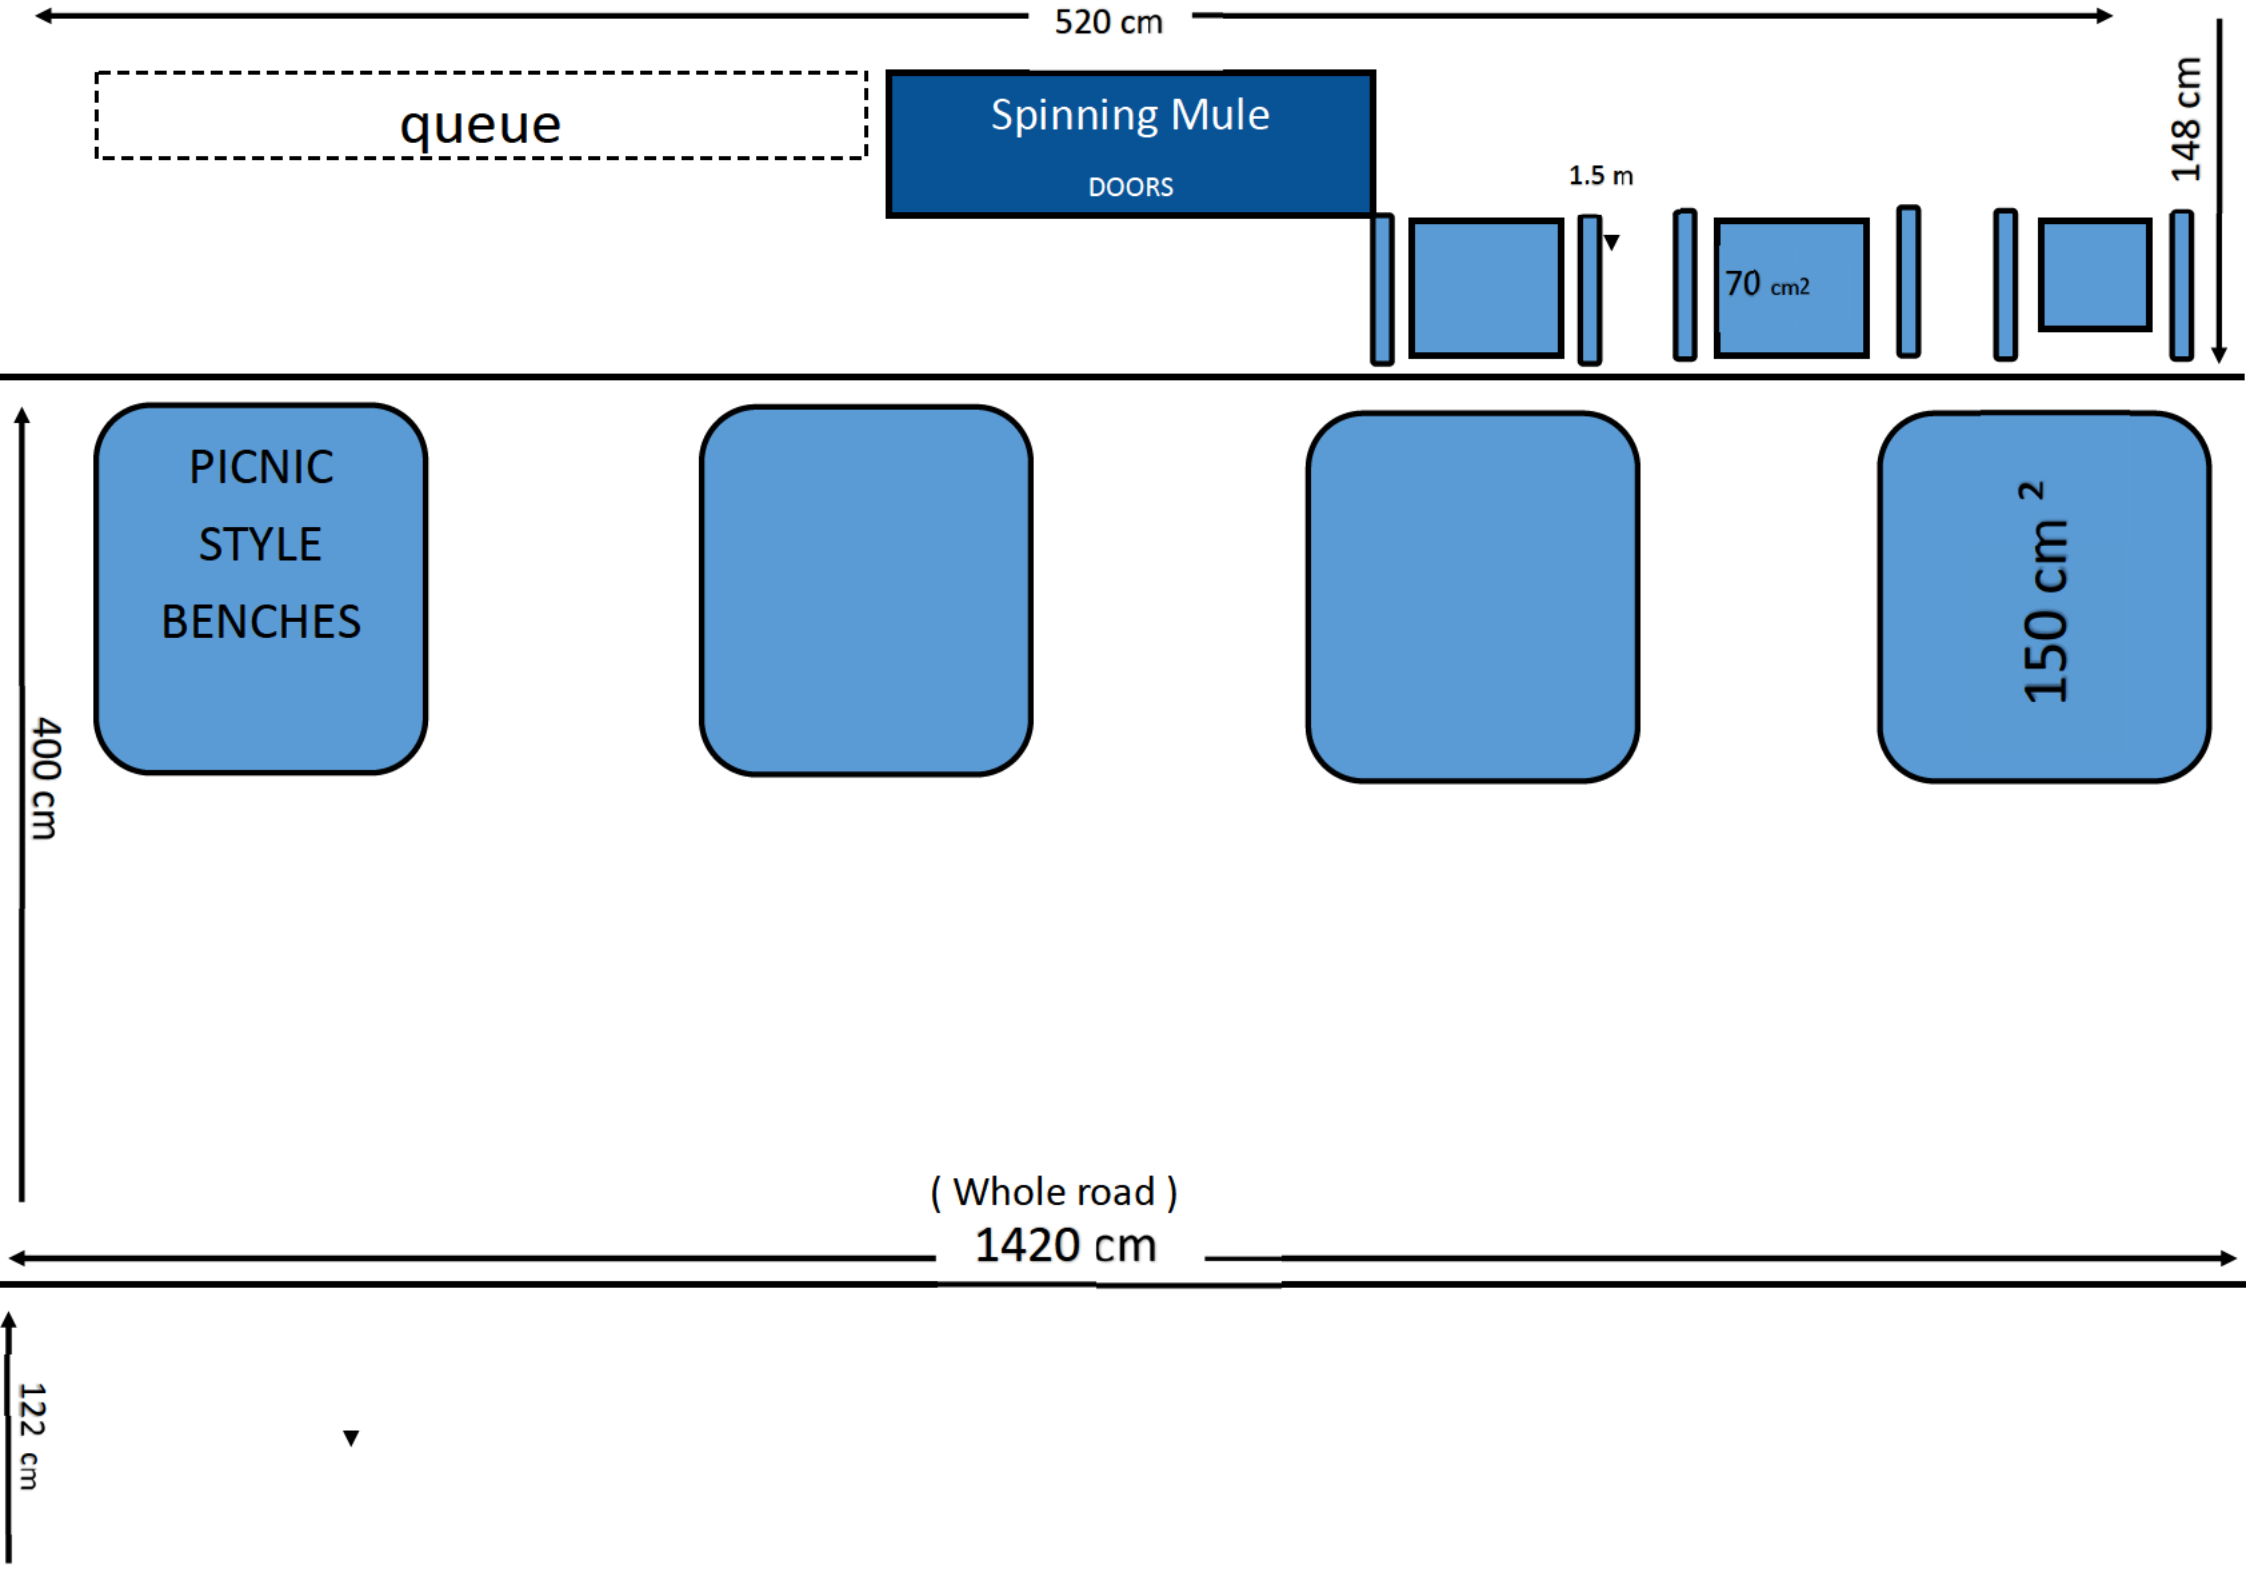 520 cm
148 cm
queue
Spinning Mule
DOORS
1.5 m
70 cm2
PICNIC
STYLE
BENCHES
150 cm ²
400 cm
( Whole road )
1420 cm
122 cm